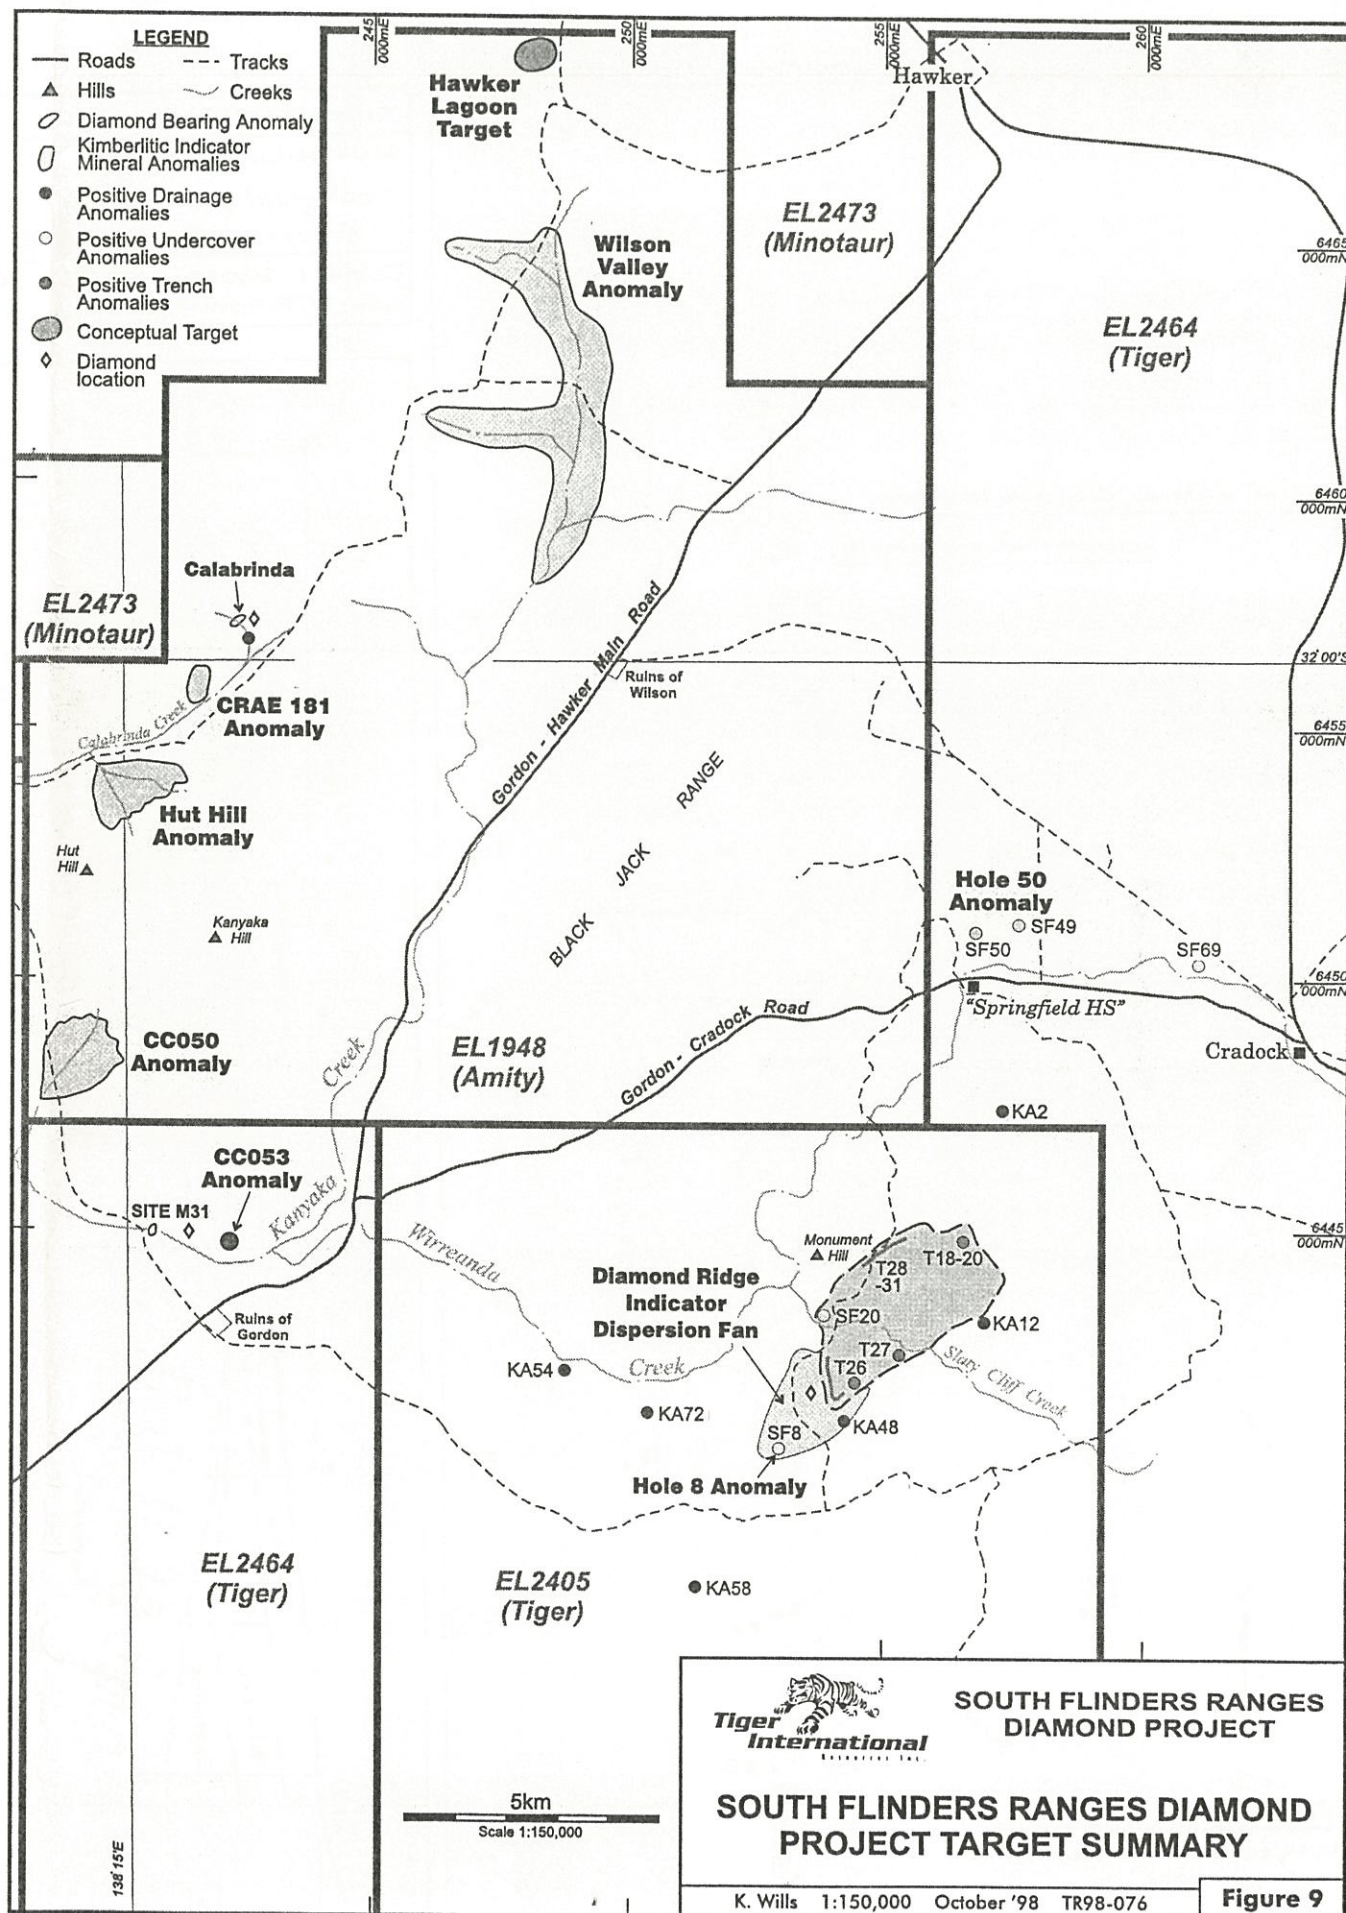 LEGEND
Roads
Tracks
Hills
Creeks
Diamond Bearing Anomaly
Kimberlitic Indicator
Mineral Anomalies
Positive Drainage
Anomalies
Positive Undercover
Anomalies
Positive Trench
Anomalies
Conceptual Target
Diamond
location
245
000mE
250
000mE
255
000mE
260
000mE
Hawker
Lagoon
Target
Hawker
EL2473
(Minotaur)
Wilson
Valley
Anomaly
6465
000mN
EL2464
(Tiger)
6460
000mN
Calabrinda
EL2473
(Minotaur)
Gordon - Hawker Main Road
32°00'S
Ruins of
Wilson
CRAE 181
Anomaly
Calabrinda Creek
6455
000mN
BLACK JACK RANGE
Hut Hill
Anomaly
Hut
Hill
Kanyaka
Hill
Hole 50
Anomaly
SF49
SF50
SF69
6450
000mN
"Springfield HS"
CC050
Anomaly
Creek
EL1948
(Amity)
Gordon - Cradock Road
Cradock
KA2
CC053
Anomaly
SITE M31
Kanyaka
Wirreanda
Monument
Hill
6445
000mN
T18-20
T28
-31
Diamond Ridge
Indicator
Dispersion Fan
SF20
KA12
Ruins of
Gordon
T27
T26
Slaty Cliff Creek
KA54
Creek
KA72
KA48
SF8
Hole 8 Anomaly
EL2464
(Tiger)
EL2405
(Tiger)
KA58
138°15'E
5km
Scale 1:150,000
Tiger
International
Resources Inc.
SOUTH FLINDERS RANGES
DIAMOND PROJECT
SOUTH FLINDERS RANGES DIAMOND
PROJECT TARGET SUMMARY
K. Wills 1:150,000 October '98 TR98-076
Figure 9